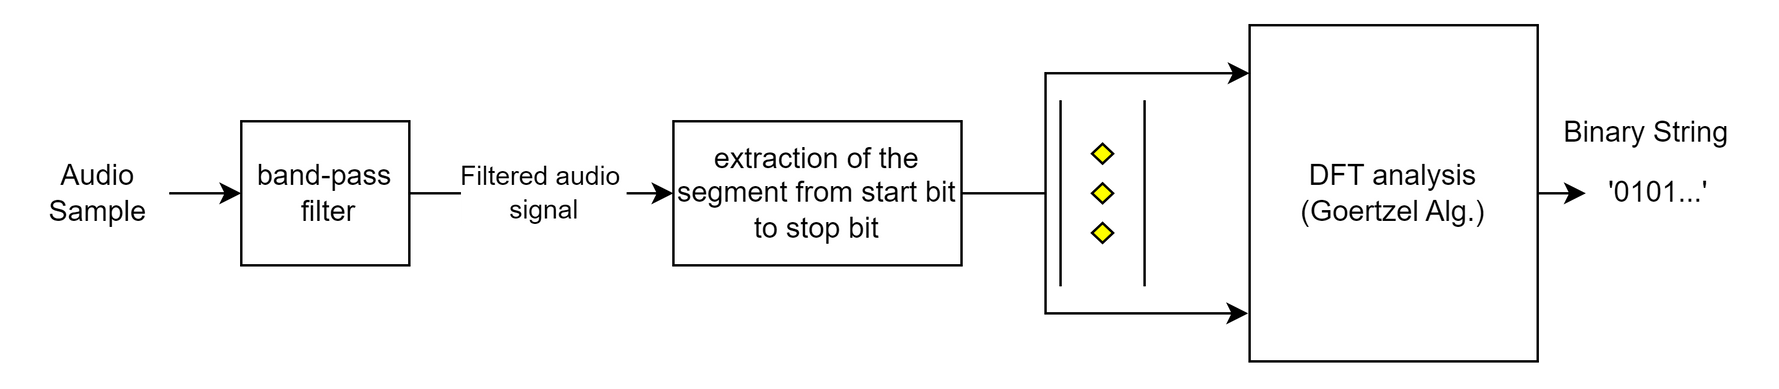 Audio
Sample
band-pass
filter
Filtered audio
signal
extraction of the
segment from start bit
to stop bit
DFT analysis
(Goertzel Alg.)
Binary String
'0101...'